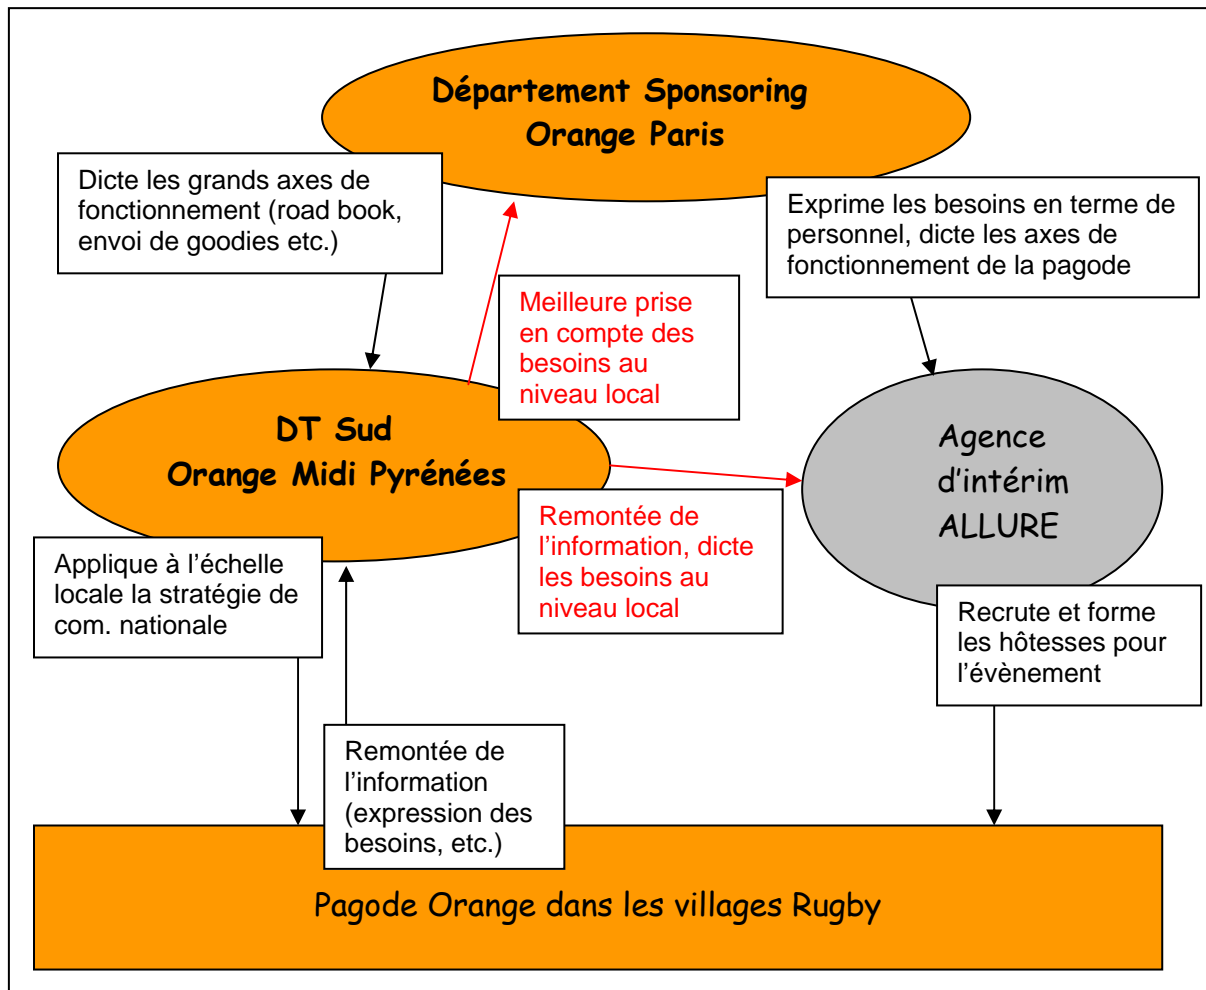 Département Sponsoring
Orange Paris
Dicte les grands axes de
fonctionnement (road book,
envoi de goodies etc.)
Exprime les besoins en terme de
personnel, dicte les axes de
fonctionnement de la pagode
Meilleure prise
en compte des
besoins au
niveau local
DT Sud
Orange Midi Pyrénées
Agence
d’intérim
ALLURE
Remontée de
l’information, dicte
les besoins au
niveau local
Applique à l’échelle
locale la stratégie de
com. nationale
Recrute et forme
les hôtesses pour
l’évènement
Remontée de
l’information
(expression des
besoins, etc.)
Pagode Orange dans les villages Rugby